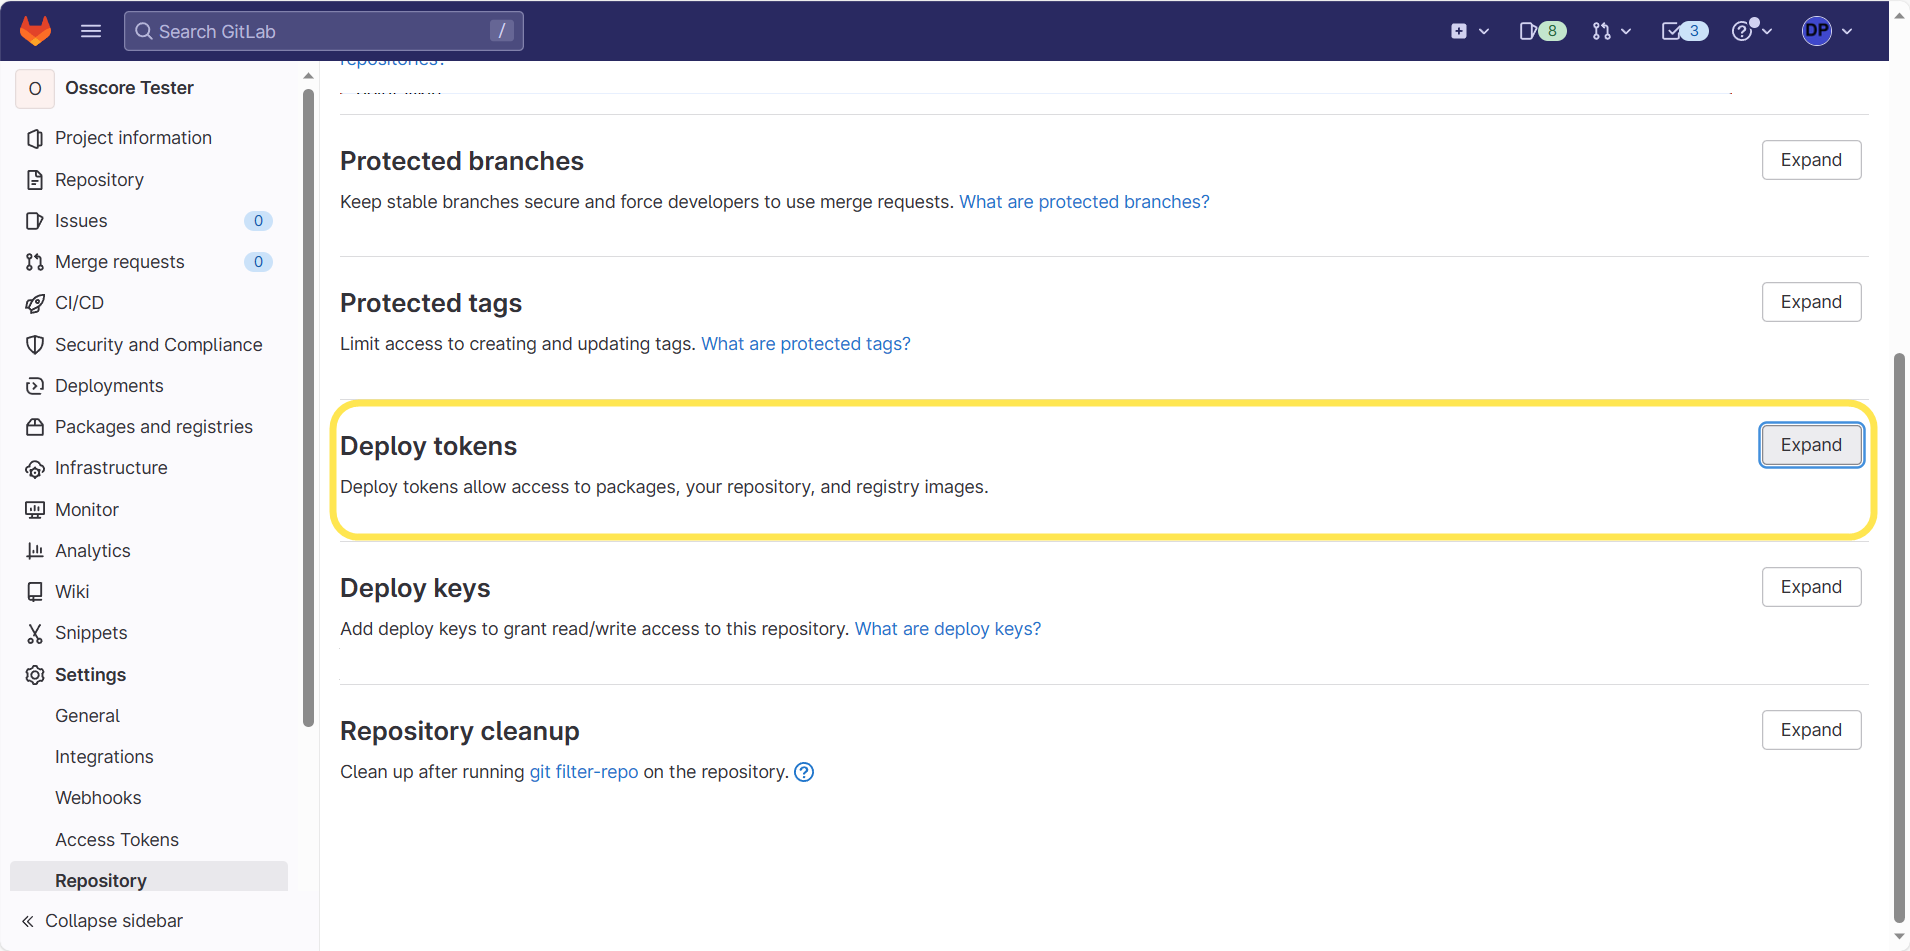 Search GitLab
/
8
3
DP
O Osscore Tester
Project information
Repository
Issues 0
Merge requests 0
CI/CD
Security and Compliance
Deployments
Packages and registries
Infrastructure
Monitor
Analytics
Wiki
Snippets
Settings
General
Integrations
Webhooks
Access Tokens
Repository
Collapse sidebar
repositories?
Protected branches
Expand
Keep stable branches secure and force developers to use merge requests. What are protected branches?
Protected tags
Expand
Limit access to creating and updating tags. What are protected tags?
Deploy tokens
Expand
Deploy tokens allow access to packages, your repository, and registry images.
Deploy keys
Expand
Add deploy keys to grant read/write access to this repository. What are deploy keys?
Repository cleanup
Expand
Clean up after running git filter-repo on the repository.